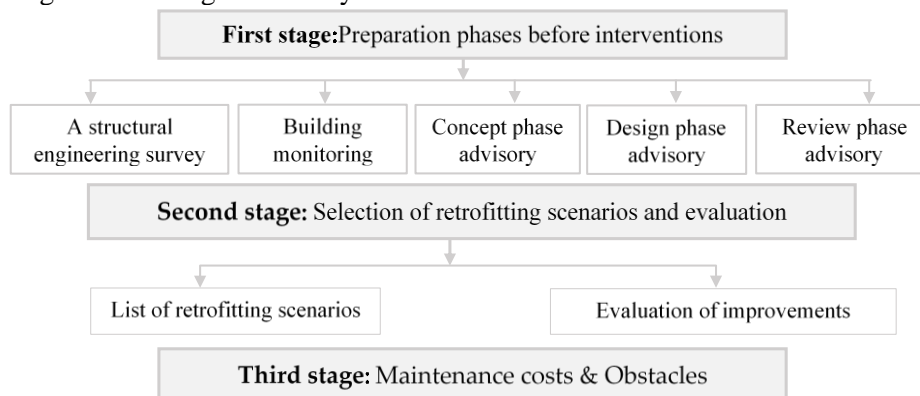 First stage:Preparation phases before interventions
A structural
engineering survey
Building
monitoring
Concept phase
advisory
Design phase
advisory
Review phase
advisory
Second stage: Selection of retrofitting scenarios and evaluation
List of retrofitting scenarios
Evaluation of improvements
Third stage: Maintenance costs & Obstacles